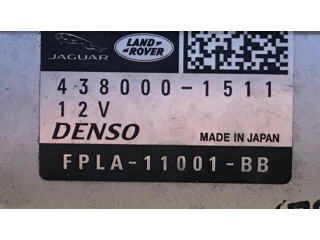 JAGUAR
LAND-
ROVER
438000-1511
12V
DENSO
MADE IN JAPAN
FPLA-11001-BB